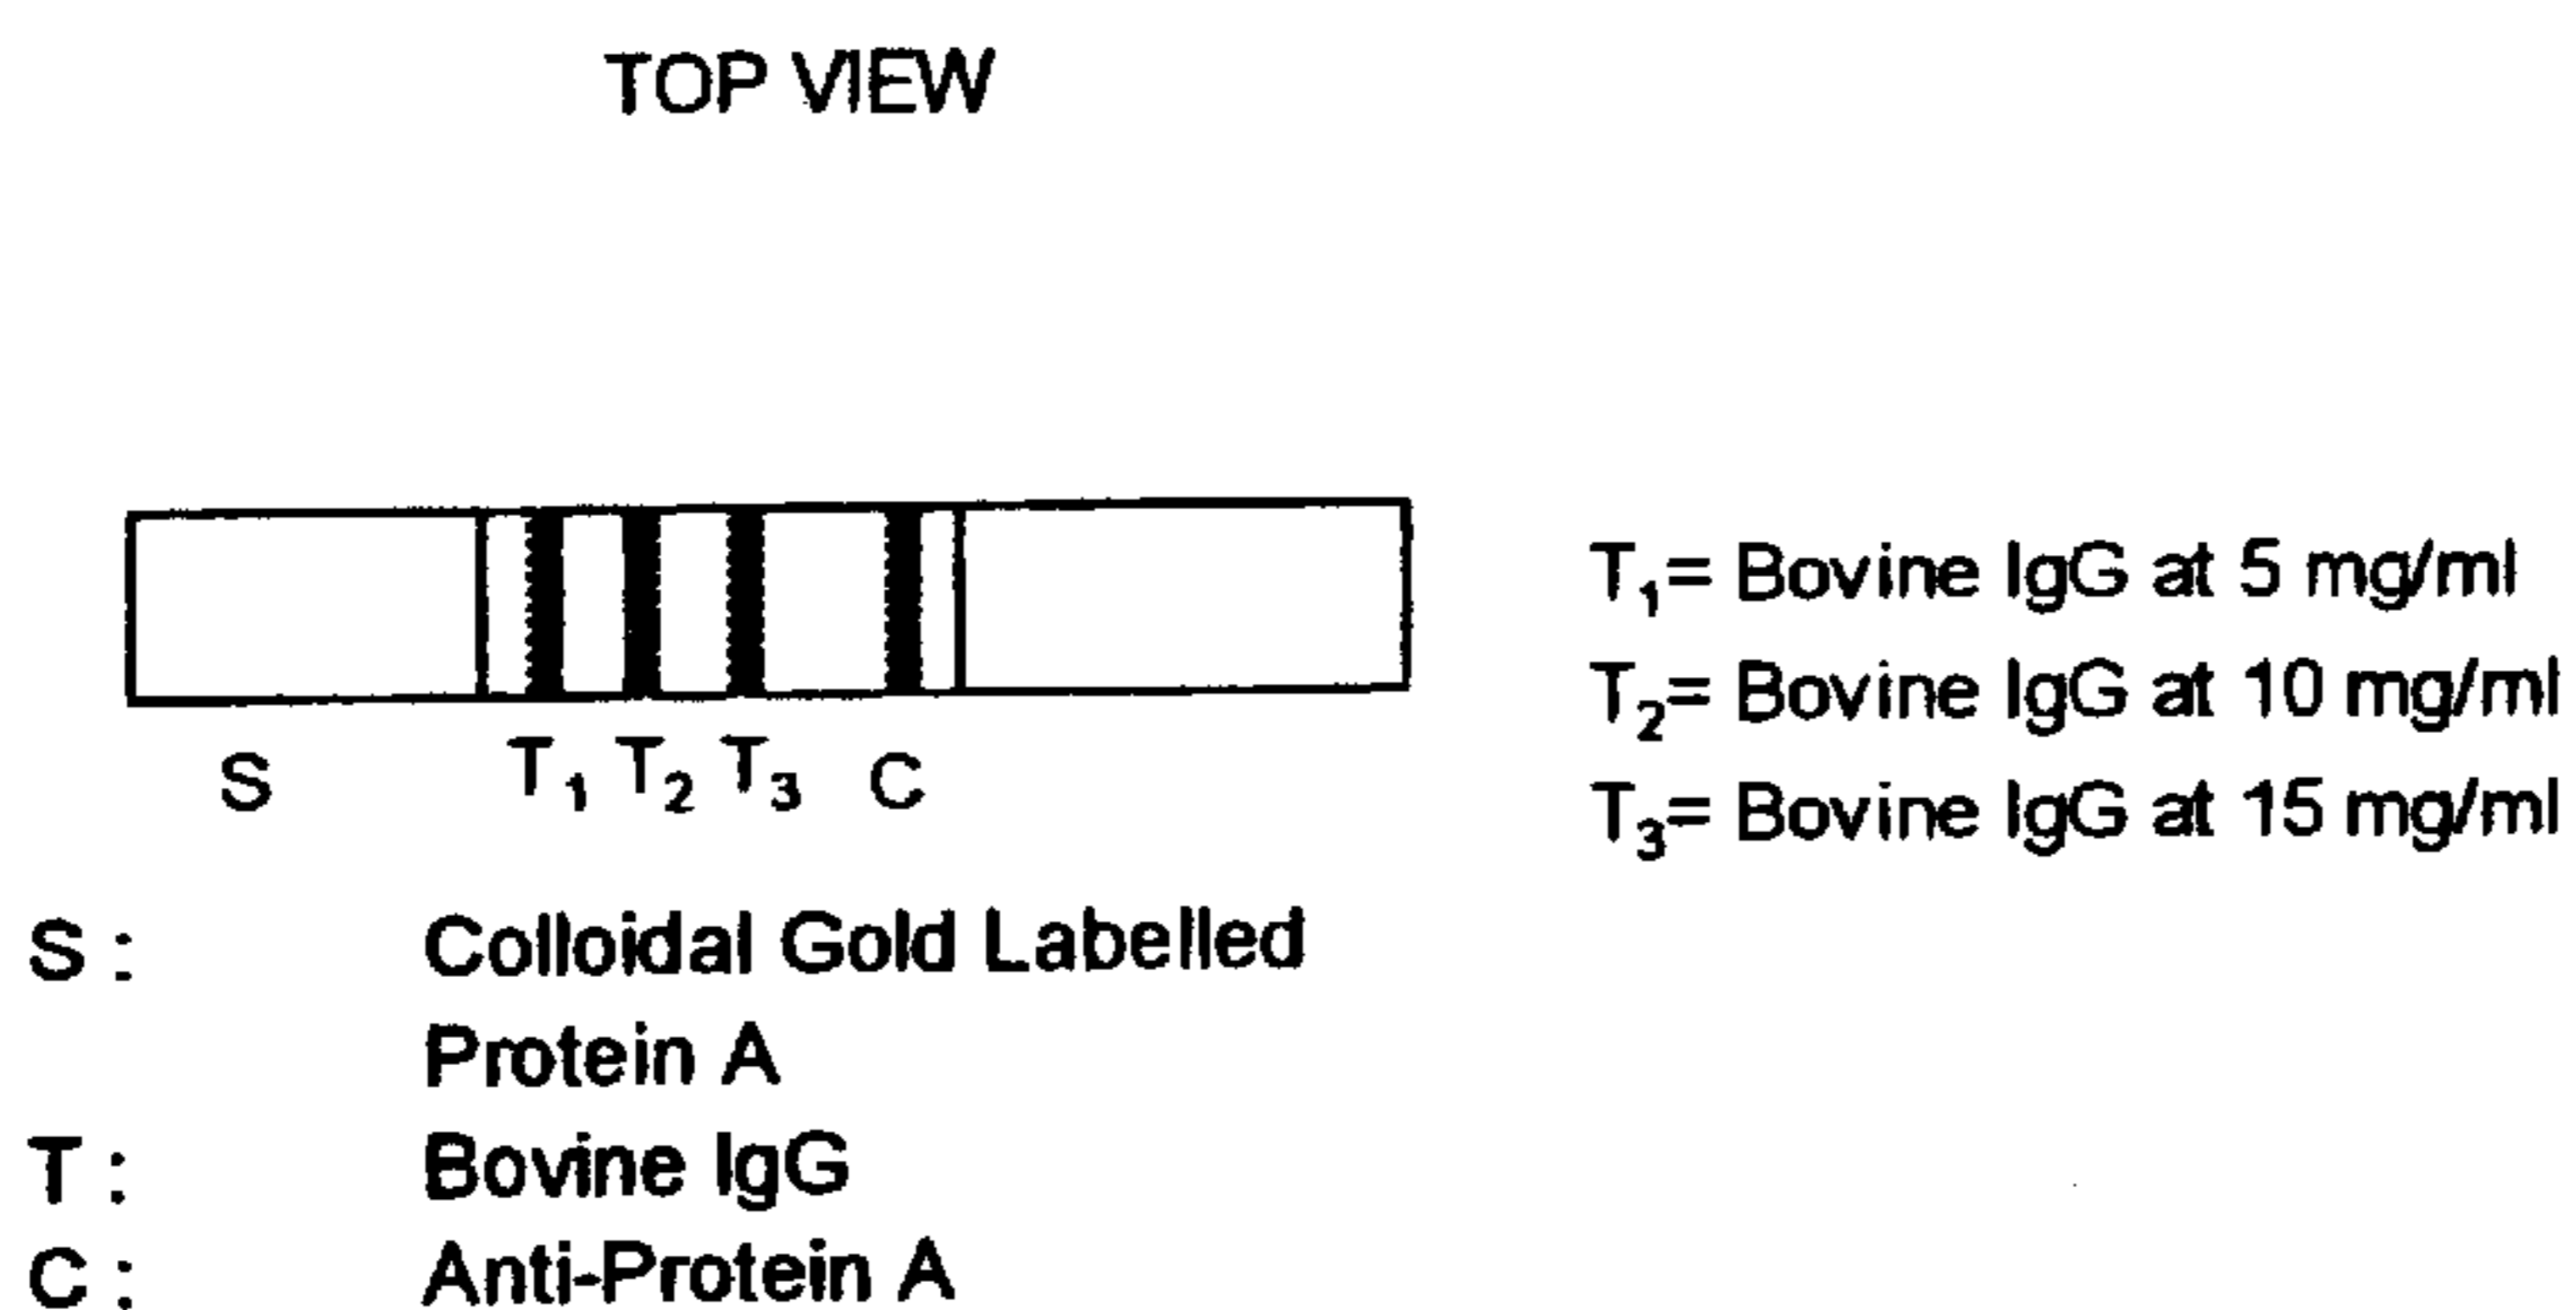 TOP VIEW
T₁= Bovine IgG at 5 mg/ml
T₂= Bovine IgG at 10 mg/ml
T₃= Bovine IgG at 15 mg/ml
S T₁ T₂ T₃ C
S : Colloidal Gold Labelled
Protein A
T : Bovine IgG
C : Anti-Protein A